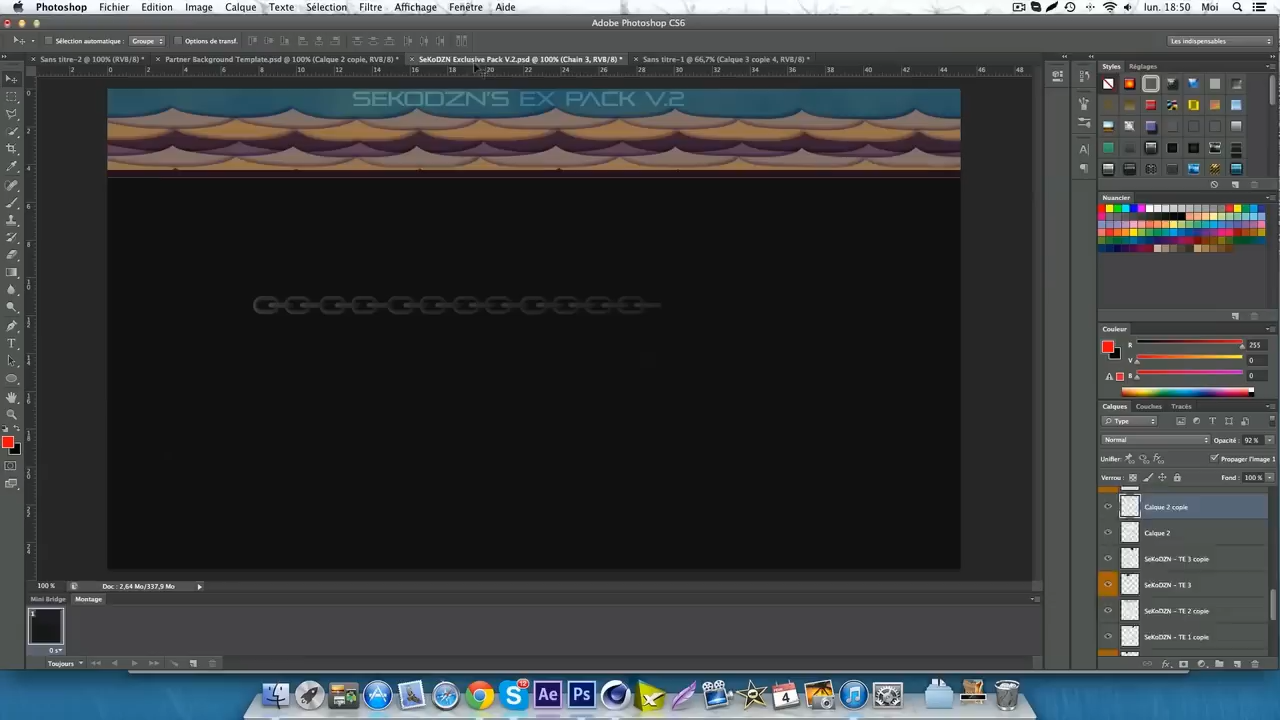 Photoshop Fichier Edition Image Calque Texte Sélection Filtre Affichage Fenêtre Aide lun. 18:50 Moi
Adobe Photoshop CS6
Sélection automatique : Groupe Options de transf. Les indispensables
Sans titre-2 @ 100% (RVB/8) * Partner Background Template.psd @ 100% (Calque 2 copie, RVB/8) * SeKoDZN Exclusive Pack V.2.psd @ 100% (Chain 3, RVB/8) * Sans titre-1 @ 66,7% (Calque 3 copie 4, RVB/8) *
Styles Réglages
SEKODZN'S EX PACK V.2
Nuancier
Couleur
R 255
V 0
B 0
Calques Couches Tracés
Type
Normal Opacité : 92 %
Unifier : Propager l'image 1
Verrou : Fond : 100 %
Calque 2 copie
Calque 2
SeKoDZN - TE 3 copie
SeKoDZN - TE 3
SeKoDZN - TE 2 copie
SeKoDZN - TE 1 copie
100 % Doc : 2,64 Mo/337,9 Mo
Mini Bridge Montage
1
0 s
Toujours
12
Ae Ps
4